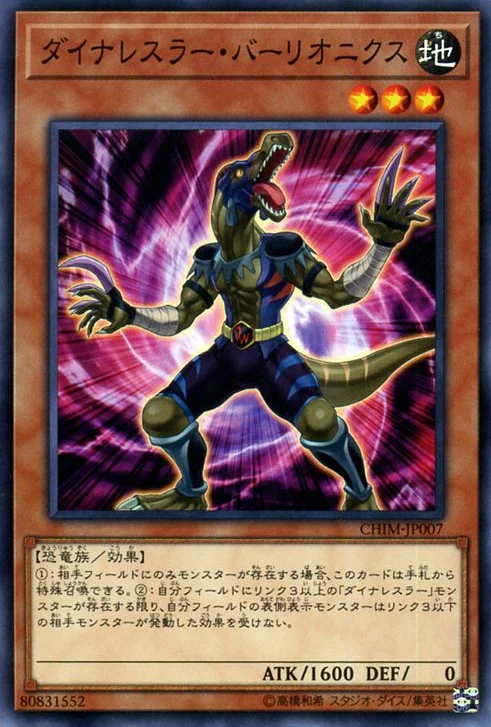 ダイナレスラー・バーリオニクス
地
CHIM-JP007
【恐竜族/効果】
①：相手フィールドにのみモンスターが存在する場合、このカードは手札から
特殊召喚できる。②：自分フィールドにリンク３以上の「ダイナレスラー」モン
スターが存在する限り、自分フィールドの表側表示モンスターはリンク３以下
の相手モンスターが発動した効果を受けない。
ATK/1600 DEF/ 0
80831552
©高橋和希 スタジオ・ダイス/集英社